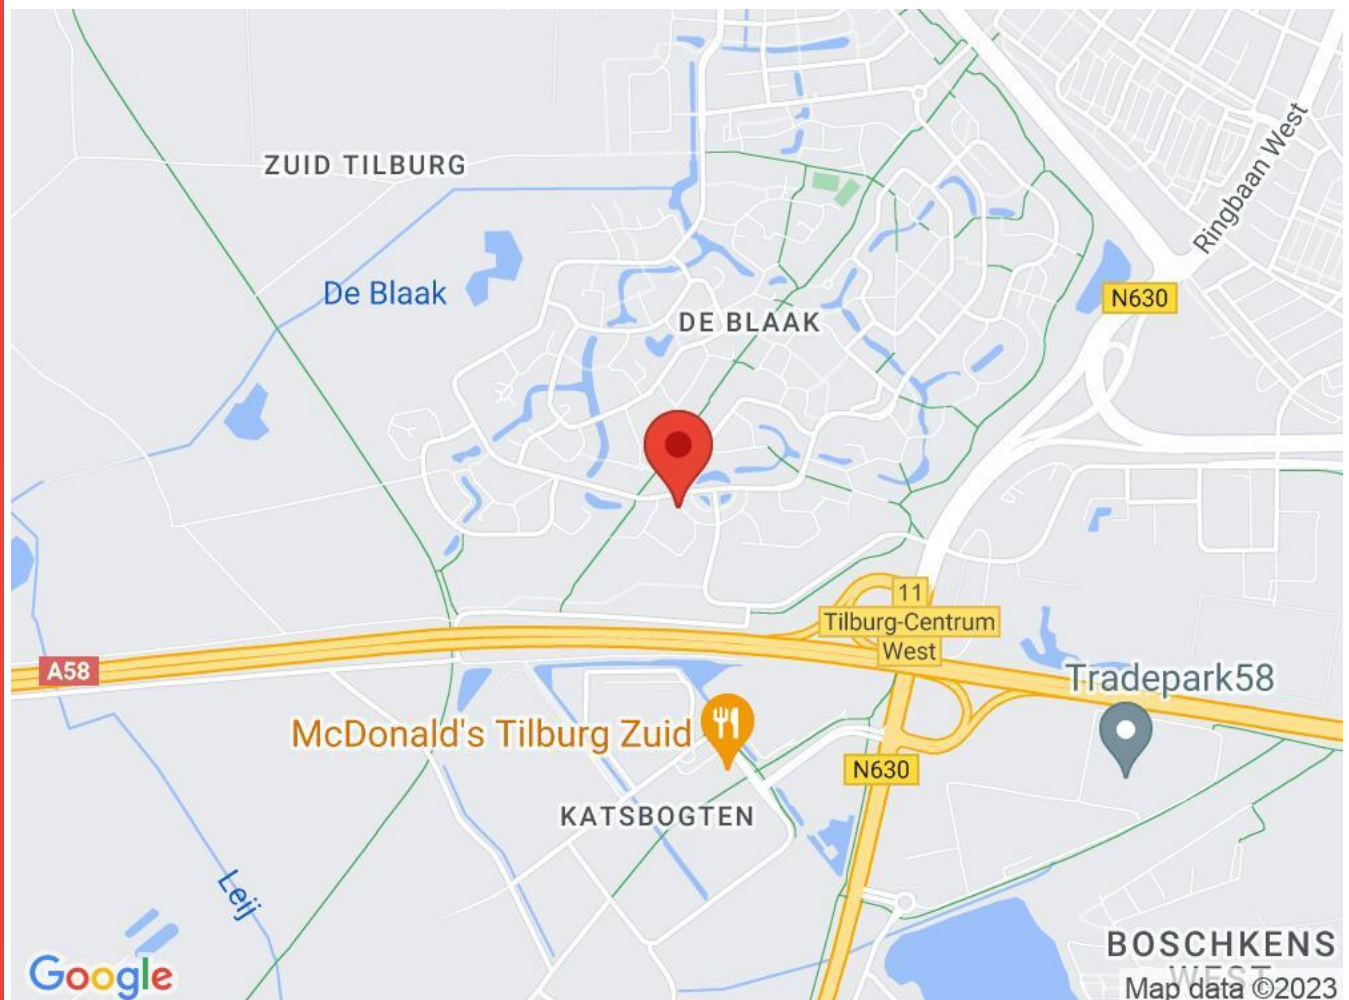 ZUID TILBURG
Ringbaan West
De Blaak
N630
DE BLAAK
11
Tilburg-Centrum
West
A58
Tradepark58
McDonald's Tilburg Zuid
N630
KATSBOGTEN
Leij
BOSCHKENS
WEST
Google
Map data ©2023